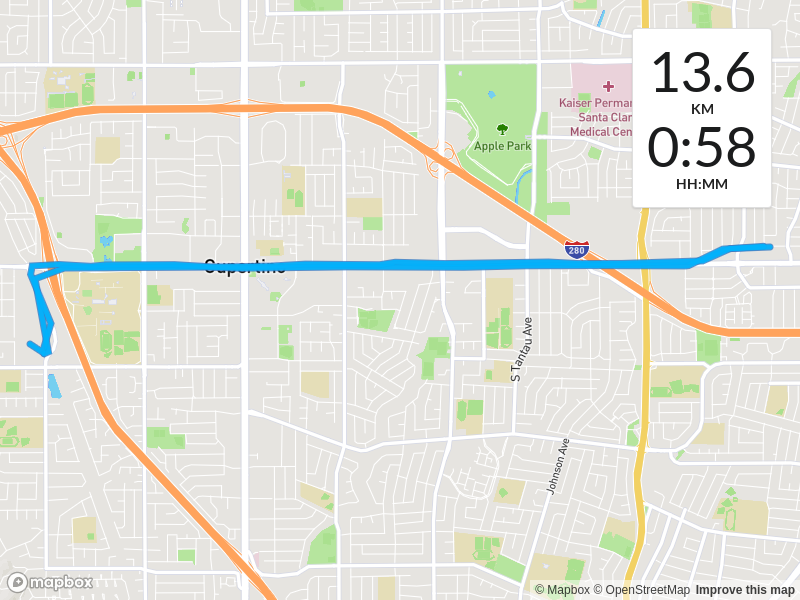 13.6
KM
0:58
HH:MM
Kaiser Perman
Santa Clar
Medical Cen
Apple Park
280
Cupertino
S Tantau Ave
Johnson Ave
mapbox
© Mapbox © OpenStreetMap Improve this map